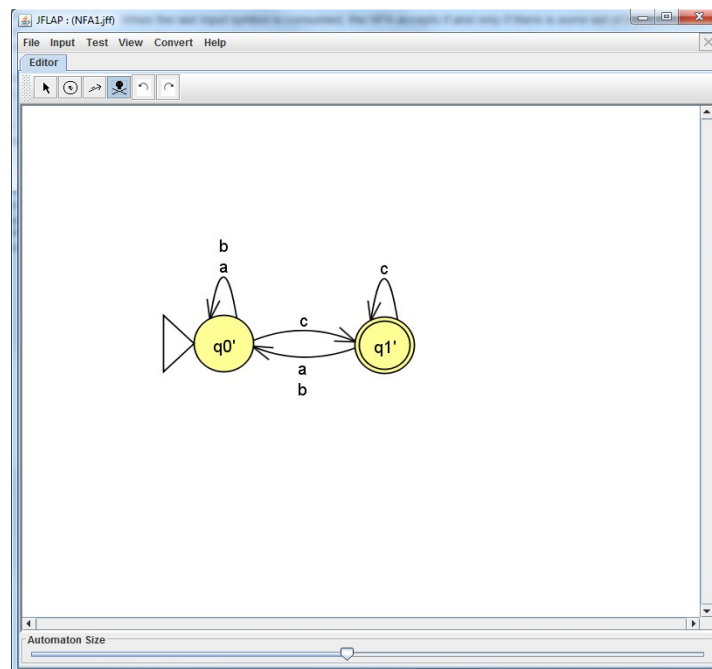 JFLAP : (NFA1.jff)
File Input Test View Convert Help
Editor
b
a
c
c
q0'
q1'
a
b
Automaton Size